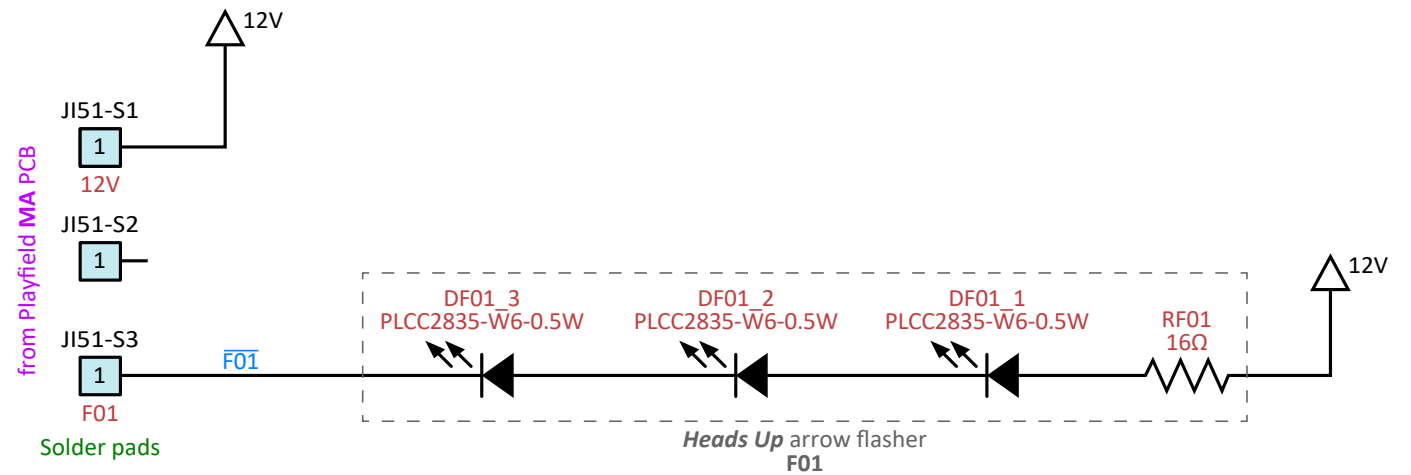 12V
JI51-S1
1
12V
from Playfield MA PCB
JI51-S2
1
12V
DF01_3
PLCC2835-W6-0.5W
DF01_2
PLCC2835-W6-0.5W
DF01_1
PLCC2835-W6-0.5W
RF01
16Ω
JI51-S3
1
F01
F01
Solder pads
Heads Up arrow flasher
F01